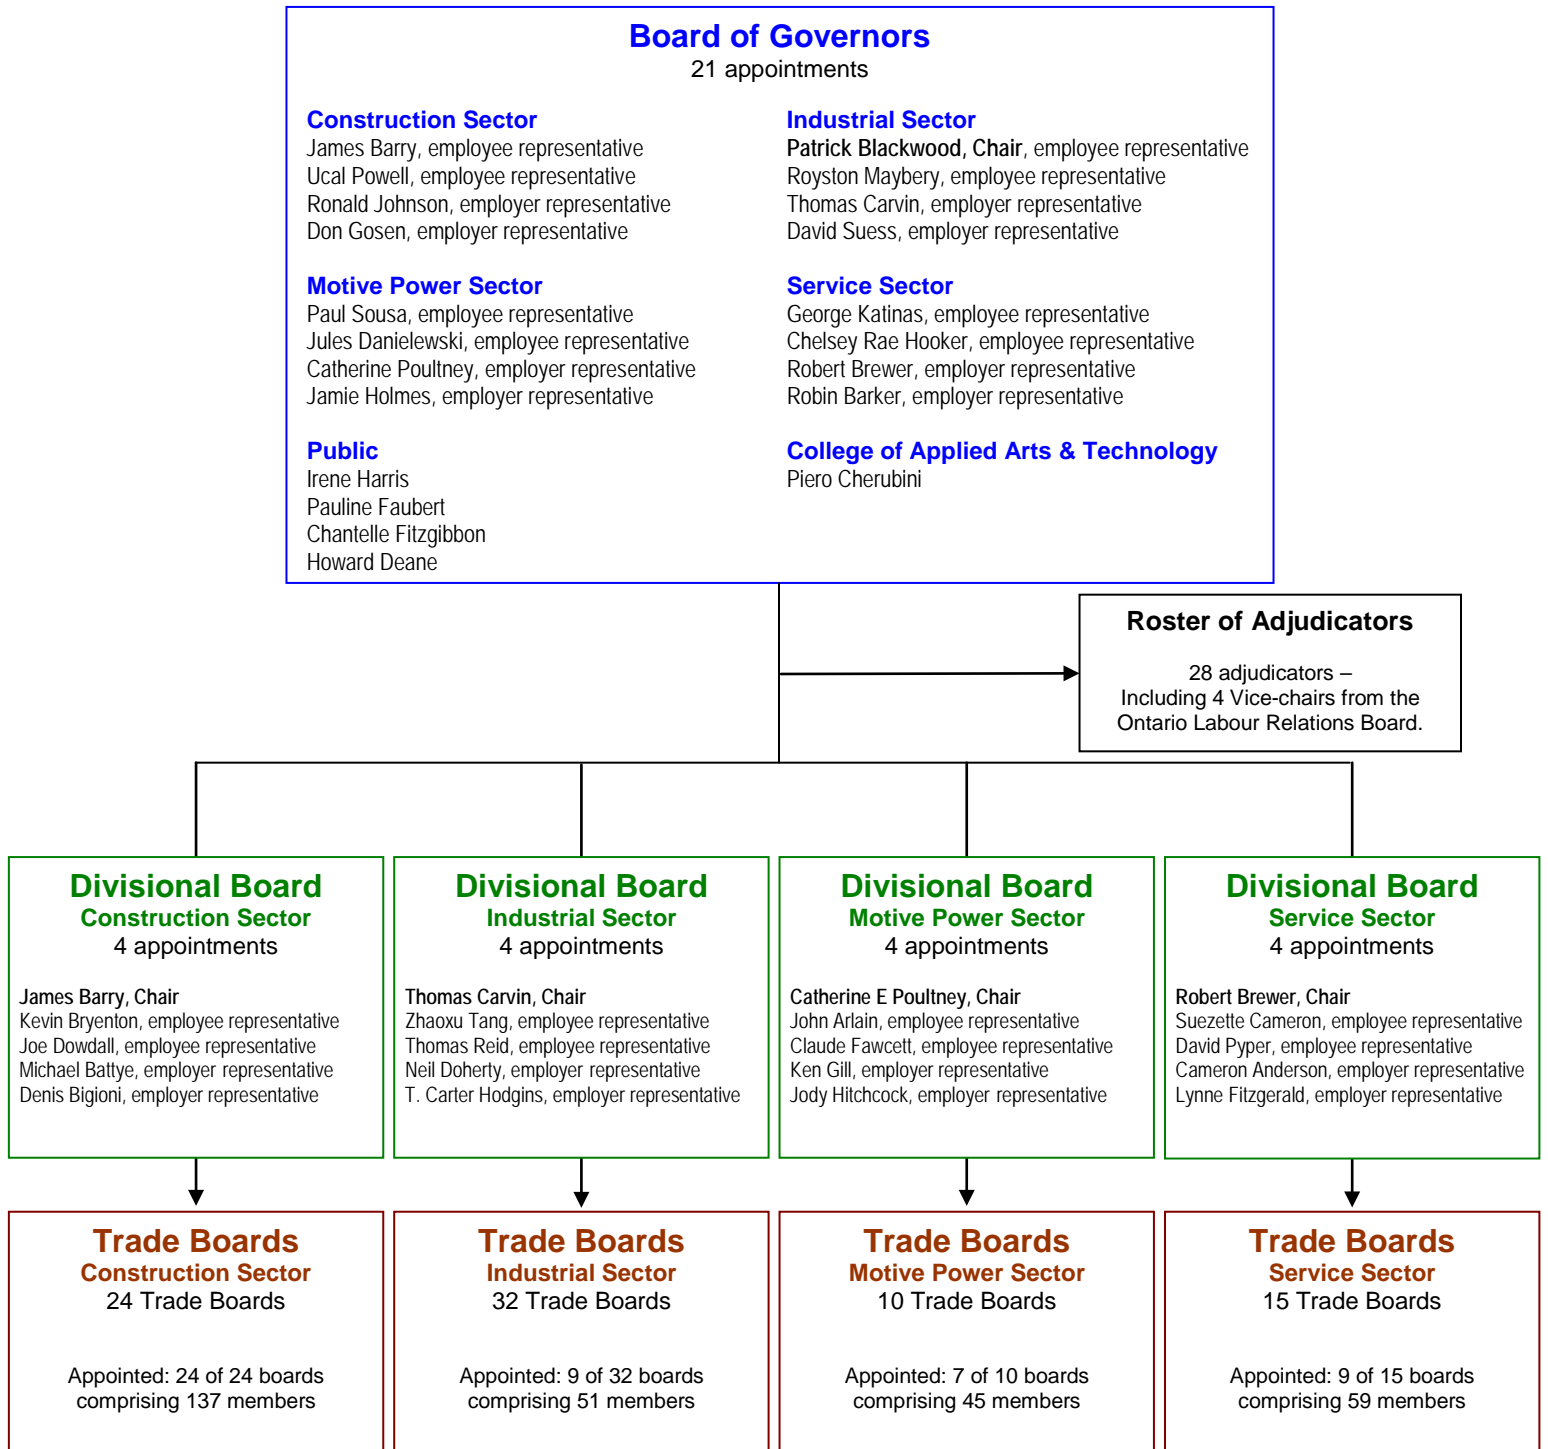 Board of Governors
21 appointments
Construction Sector
James Barry, employee representative
Ucal Powell, employee representative
Ronald Johnson, employer representative
Don Gosen, employer representative
Industrial Sector
Patrick Blackwood, Chair, employee representative
Royston Maybery, employee representative
Thomas Carvin, employer representative
David Suess, employer representative
Motive Power Sector
Paul Sousa, employee representative
Jules Danielewski, employee representative
Catherine Poultney, employer representative
Jamie Holmes, employer representative
Service Sector
George Katinas, employee representative
Chelsey Rae Hooker, employee representative
Robert Brewer, employer representative
Robin Barker, employer representative
Public
Irene Harris
Pauline Faubert
Chantelle Fitzgibbon
Howard Deane
College of Applied Arts & Technology
Piero Cherubini
Roster of Adjudicators
28 adjudicators –
Including 4 Vice-chairs from the
Ontario Labour Relations Board.
Divisional Board
Construction Sector
4 appointments
James Barry, Chair
Kevin Bryenton, employee representative
Joe Dowdall, employee representative
Michael Battye, employer representative
Denis Bigioni, employer representative
Divisional Board
Industrial Sector
4 appointments
Thomas Carvin, Chair
Zhaoxu Tang, employee representative
Thomas Reid, employee representative
Neil Doherty, employer representative
T. Carter Hodgins, employer representative
Divisional Board
Motive Power Sector
4 appointments
Catherine E Poultney, Chair
John Arlain, employee representative
Claude Fawcett, employee representative
Ken Gill, employer representative
Jody Hitchcock, employer representative
Divisional Board
Service Sector
4 appointments
Robert Brewer, Chair
Suezette Cameron, employee representative
David Pyper, employee representative
Cameron Anderson, employer representative
Lynne Fitzgerald, employer representative
Trade Boards
Construction Sector
24 Trade Boards
Appointed: 24 of 24 boards
comprising 137 members
Trade Boards
Industrial Sector
32 Trade Boards
Appointed: 9 of 32 boards
comprising 51 members
Trade Boards
Motive Power Sector
10 Trade Boards
Appointed: 7 of 10 boards
comprising 45 members
Trade Boards
Service Sector
15 Trade Boards
Appointed: 9 of 15 boards
comprising 59 members